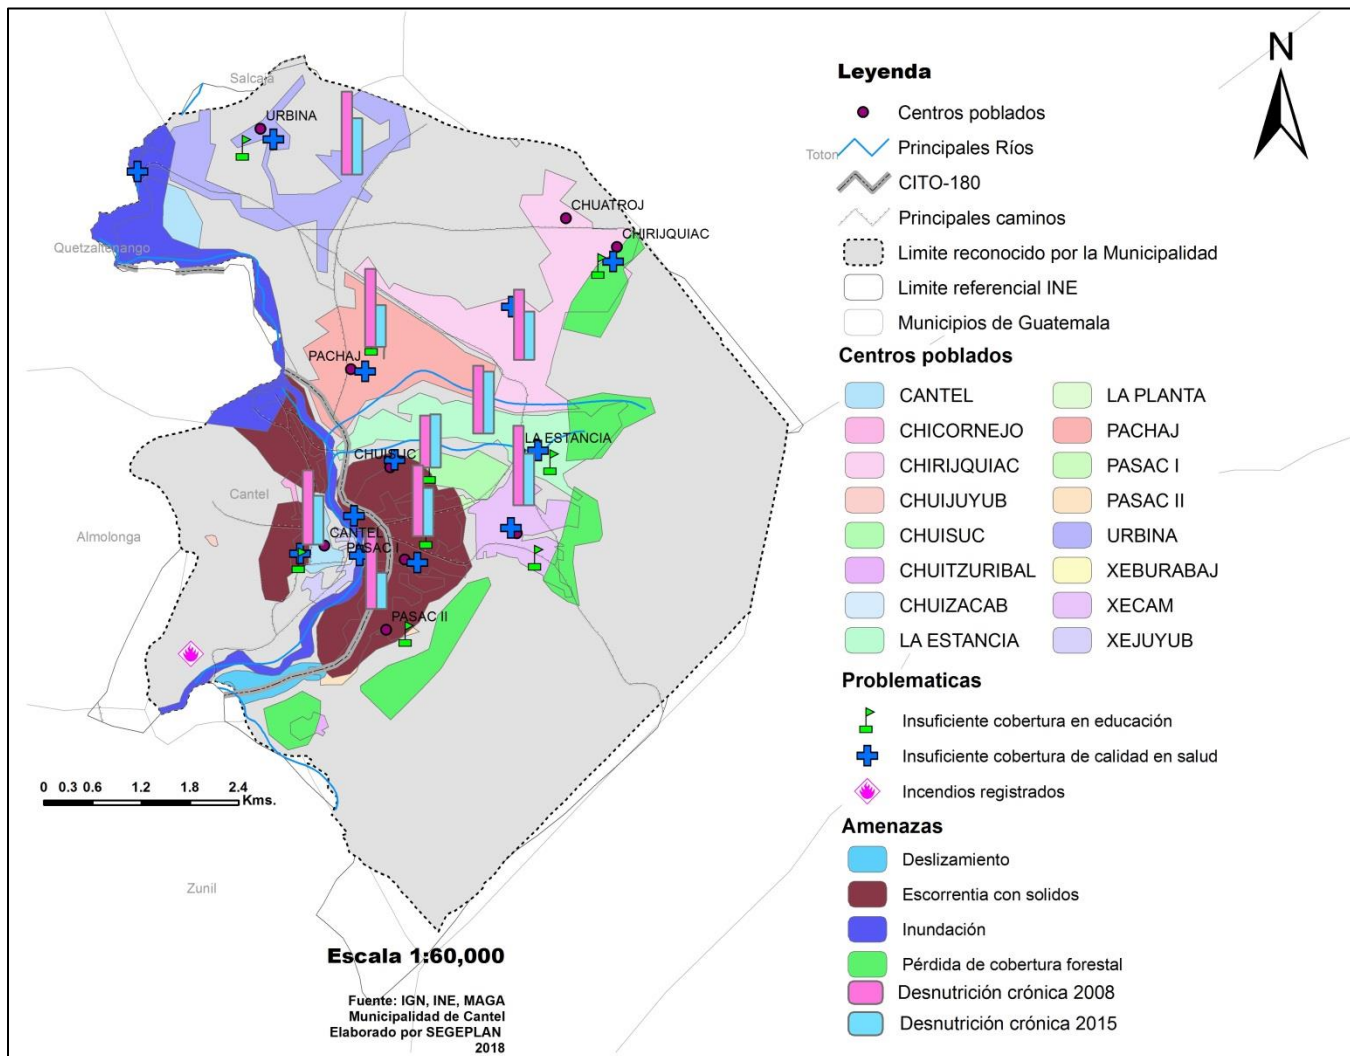 Salcajá
URBINA
Toton
CHUATROJ
CHIRIJQUIAC
Quetzaltenango
PACHAJ
LA ESTANCIA
CHUISUC
Cantel
Almolonga
CANTEL
PASAC I
PASAC II
0 0.3 0.6 1.2 1.8 2.4
Kms.
Zunil
Escala 1:60,000
Fuente: IGN, INE, MAGA
Municipalidad de Cantel
Elaborado por SEGEPLAN
2018
N
Leyenda
Centros poblados
Principales Ríos
CITO-180
Principales caminos
Limite reconocido por la Municipalidad
Limite referencial INE
Municipios de Guatemala
Centros poblados
CANTEL
CHICORNEJO
CHIRIJQUIAC
CHUIJUYUB
CHUISUC
CHUITZURIBAL
CHUIZACAB
LA ESTANCIA
LA PLANTA
PACHAJ
PASAC I
PASAC II
URBINA
XEBURABAJ
XECAM
XEJUYUB
Problematicas
Insuficiente cobertura en educación
Insuficiente cobertura de calidad en salud
Incendios registrados
Amenazas
Deslizamiento
Escorrentia con solidos
Inundación
Pérdida de cobertura forestal
Desnutrición crónica 2008
Desnutrición crónica 2015